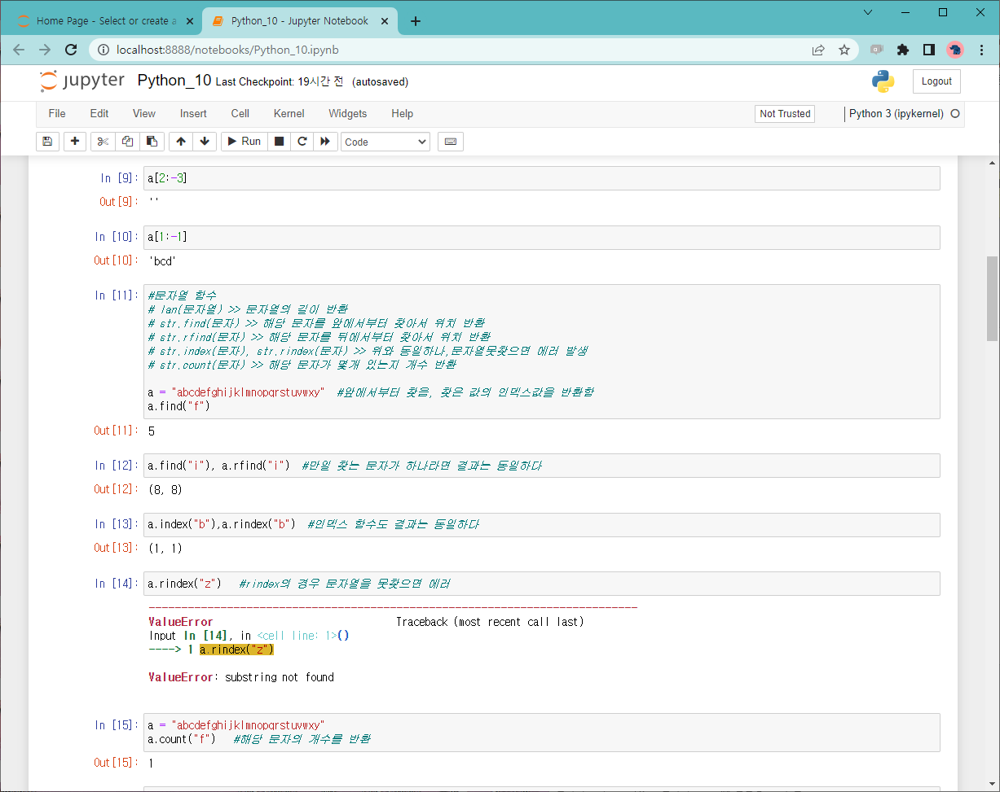 Home Page - Select or create a
Python_10 - Jupyter Notebook
localhost:8888/notebooks/Python_10.ipynb
jupyter Python_10 Last Checkpoint: 19시간 전 (autosaved)
Logout
File Edit View Insert Cell Kernel Widgets Help
Not Trusted
Python 3 (ipykernel)
Run
Code
In [9]: a[2:-3]
Out[9]: ''
In [10]: a[1:-1]
Out[10]: 'bcd'
In [11]: #문자열 함수
# lan(문자열) >> 문자열의 길이 반환
# str.find(문자) >> 해당 문자를 앞에서부터 찾아서 위치 반환
# str.rfind(문자) >> 해당 문자를 뒤에서부터 찾아서 위치 반환
# str.index(문자), str.rindex(문자) >> 위와 동일하나,문자열못찾으면 에러 발생
# str.count(문자) >> 해당 문자가 몇개 있는지 개수 반환
a = "abcdefghijklmnopqrstuvwxy" #앞에서부터 찾음, 찾은 값의 인덱스값을 반환함
a.find("f")
Out[11]: 5
In [12]: a.find("i"), a.rfind("i") #만일 찾는 문자가 하나라면 결과는 동일하다
Out[12]: (8, 8)
In [13]: a.index("b"),a.rindex("b") #인덱스 함수도 결과는 동일하다
Out[13]: (1, 1)
In [14]: a.rindex("z") #rindex의 경우 문자열을 못찾으면 에러
---------------------------------------------------------------------------
ValueError Traceback (most recent call last)
Input In [14], in <cell line: 1>()
----> 1 a.rindex("z")
ValueError: substring not found
In [15]: a = "abcdefghijklmnopqrstuvwxy"
a.count("f") #해당 문자의 개수를 반환
Out[15]: 1